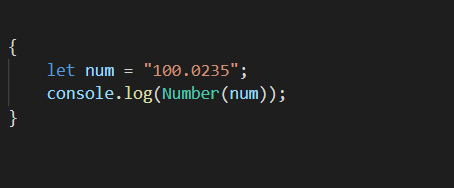 {
    let num = "100.0235";
    console.log(Number(num));
}